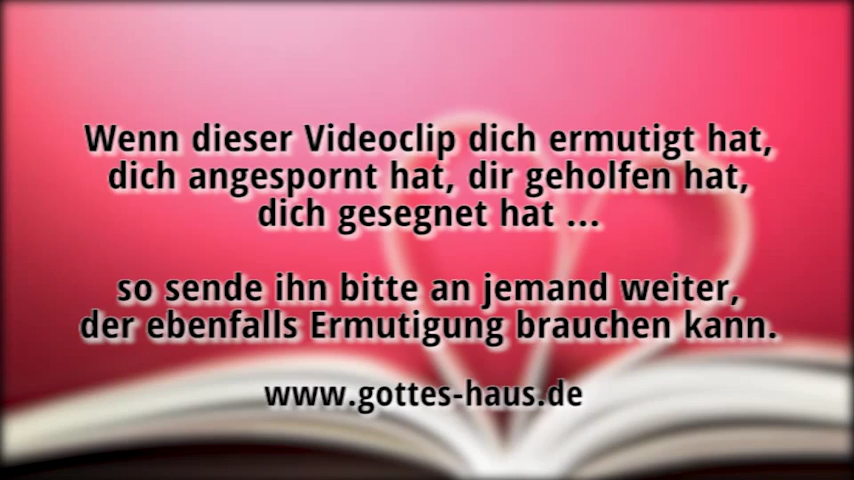 Wenn dieser Videoclip dich ermutigt hat,
dich angespornt hat, dir geholfen hat,
dich gesegnet hat ...
so sende ihn bitte an jemand weiter,
der ebenfalls Ermutigung brauchen kann.
www.gottes-haus.de